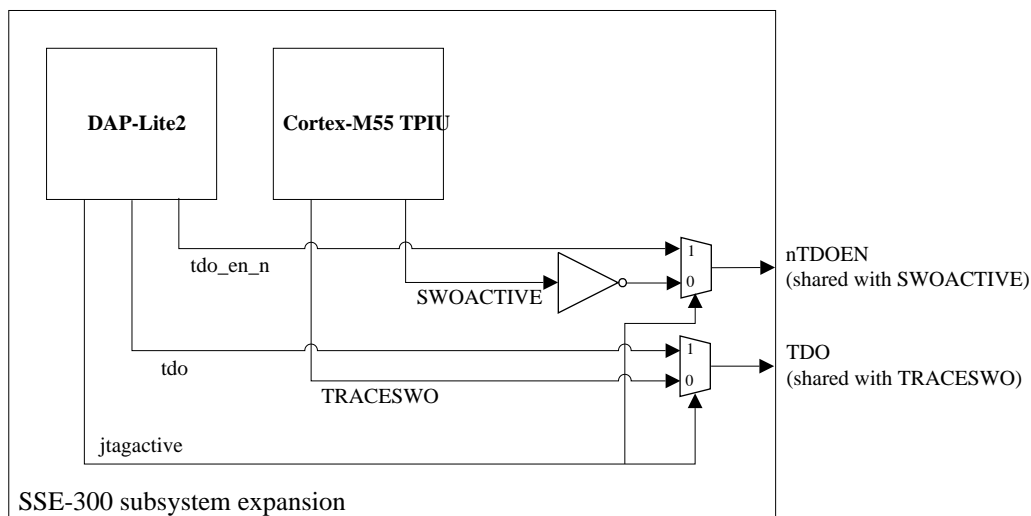 DAP-Lite2
Cortex-M55 TPIU
tdo_en_n
SWOACTIVE
1
0
nTDOEN
(shared with SWOACTIVE)
tdo
TRACESWO
1
0
TDO
(shared with TRACESWO)
jtagactive
SSE-300 subsystem expansion